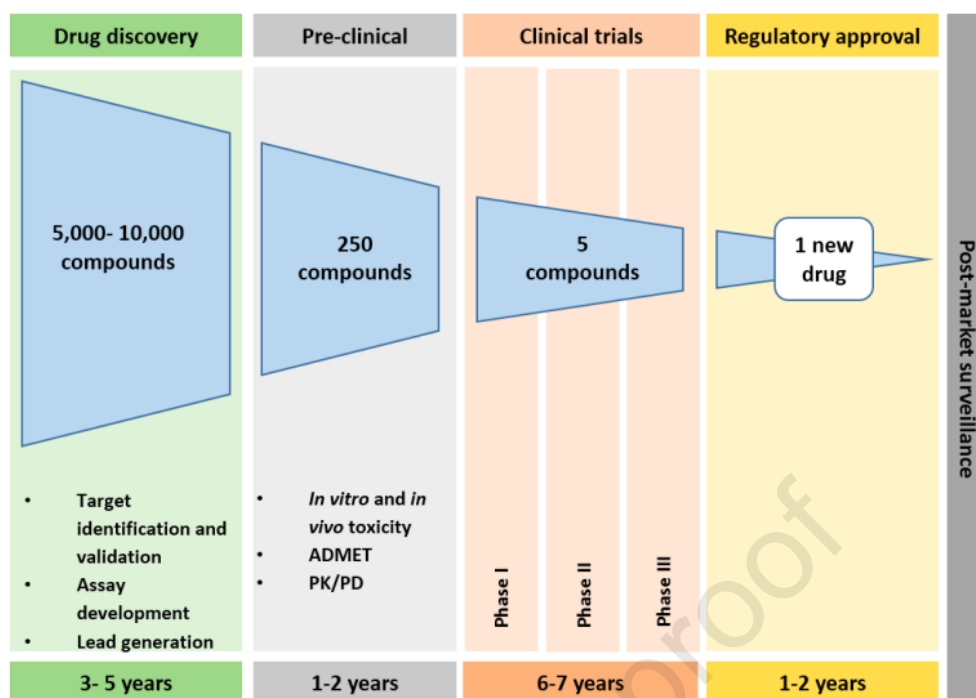 Drug discovery
Pre-clinical
Clinical trials
Regulatory approval
5,000- 10,000
compounds
250
compounds
5
compounds
1 new
drug
Post-market surveillance
• Target
identification and
validation
• Assay
development
• Lead generation
• In vitro and in
vivo toxicity
• ADMET
• PK/PD
Phase I
Phase II
Phase III
proof
3- 5 years
1-2 years
6-7 years
1-2 years